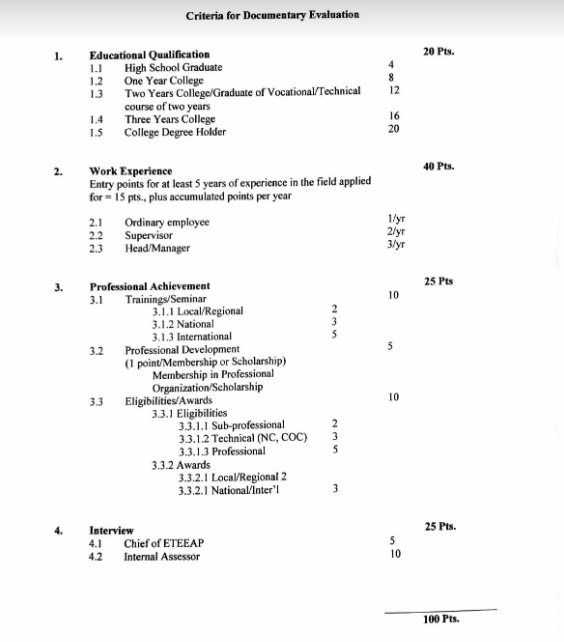 Criteria for Documentary Evaluation
1. Educational Qualification 20 Pts.
1.1 High School Graduate 4
1.2 One Year College 8
1.3 Two Years College/Graduate of Vocational/Technical 12
course of two years
1.4 Three Years College 16
1.5 College Degree Holder 20
2. Work Experience 40 Pts.
Entry points for at least 5 years of experience in the field applied
for = 15 pts., plus accumulated points per year
2.1 Ordinary employee 1/yr
2.2 Supervisor 2/yr
2.3 Head/Manager 3/yr
3. Professional Achievement 25 Pts
3.1 Trainings/Seminar 10
3.1.1 Local/Regional 2
3.1.2 National 3
3.1.3 International 5
3.2 Professional Development 5
(1 point/Membership or Scholarship)
Membership in Professional
Organization/Scholarship
3.3 Eligibilities/Awards 10
3.3.1 Eligibilities
3.3.1.1 Sub-professional 2
3.3.1.2 Technical (NC, COC) 3
3.3.1.3 Professional 5
3.3.2 Awards
3.3.2.1 Local/Regional 2
3.3.2.1 National/Inter'l 3
4. Interview 25 Pts.
4.1 Chief of ETEEAP 5
4.2 Internal Assessor 10
100 Pts.